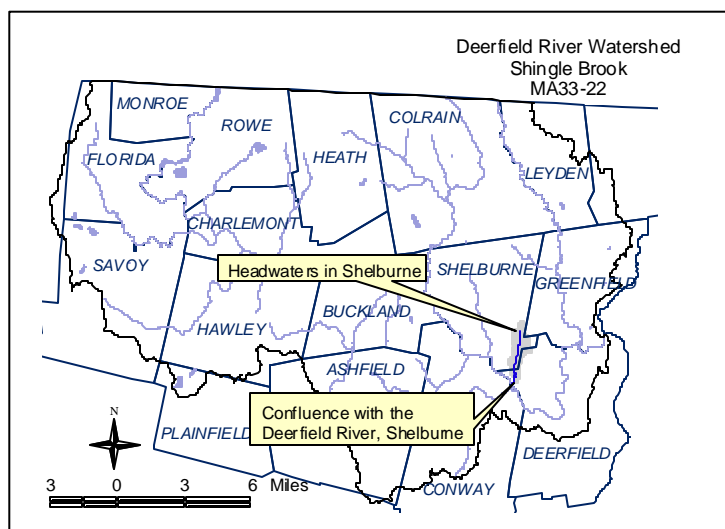 Deerfield River Watershed
Shingle Brook
MA33-22
MONROE
ROWE
COLRAIN
FLORIDA
HEATH
LEYDEN
CHARLEMONT
SAVOY
Headwaters in Shelburne
SHELBURNE
GREENFIELD
HAWLEY
BUCKLAND
ASHFIELD
Confluence with the
Deerfield River, Shelburne
PLAINFIELD
DEERFIELD
CONWAY
N
3 0 3 6 Miles